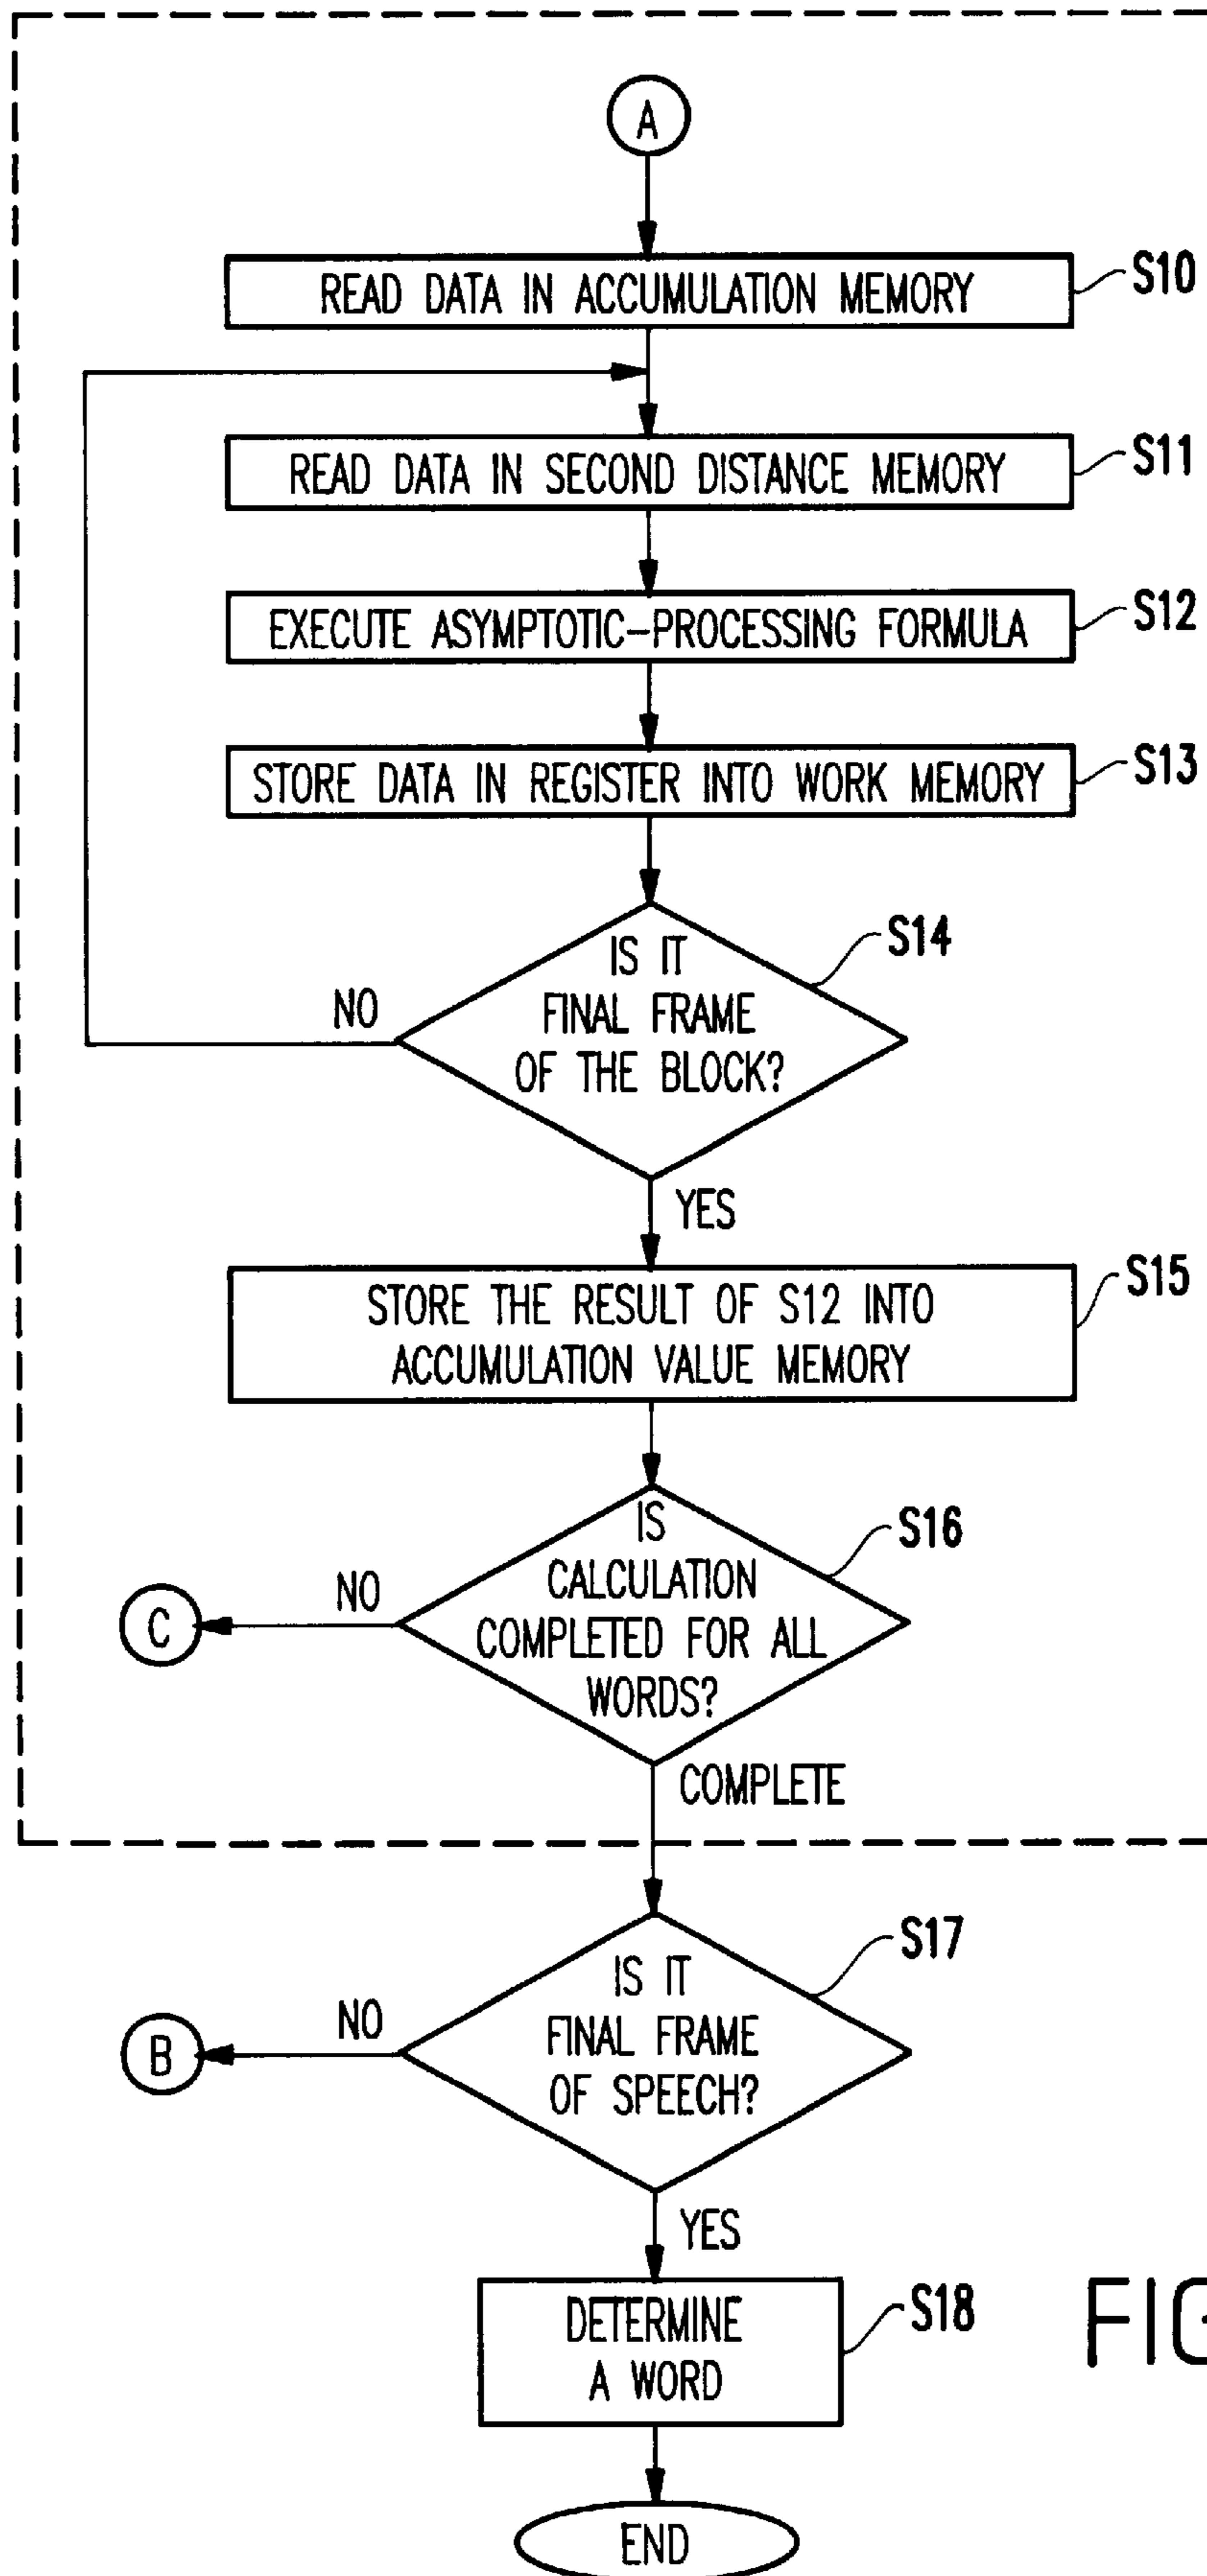 A
READ DATA IN ACCUMULATION MEMORY
S10
READ DATA IN SECOND DISTANCE MEMORY
S11
EXECUTE ASYMPTOTIC-PROCESSING FORMULA
S12
STORE DATA IN REGISTER INTO WORK MEMORY
S13
IS IT
FINAL FRAME
OF THE BLOCK?
S14
NO
YES
STORE THE RESULT OF S12 INTO
ACCUMULATION VALUE MEMORY
S15
IS
CALCULATION
COMPLETED FOR ALL
WORDS?
S16
NO
C
COMPLETE
IS IT
FINAL FRAME
OF SPEECH?
S17
NO
B
YES
DETERMINE
A WORD
S18
END